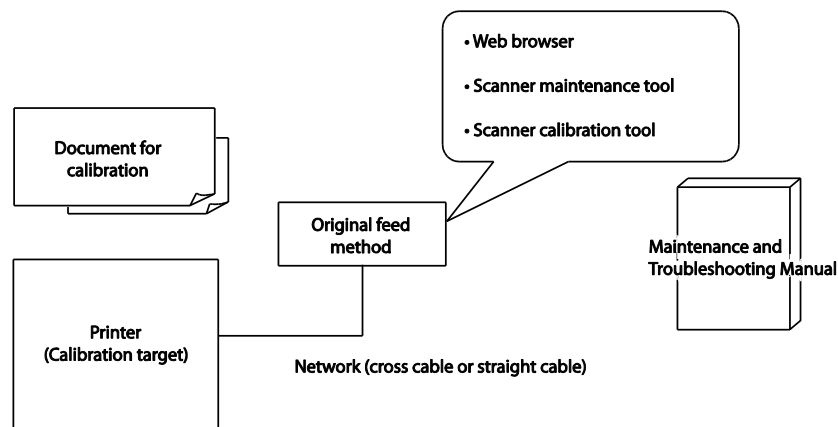 • Web browser
• Scanner maintenance tool
• Scanner calibration tool
Document for
calibration
Original feed
method
Maintenance and
Troubleshooting Manual
Printer
(Calibration target)
Network (cross cable or straight cable)